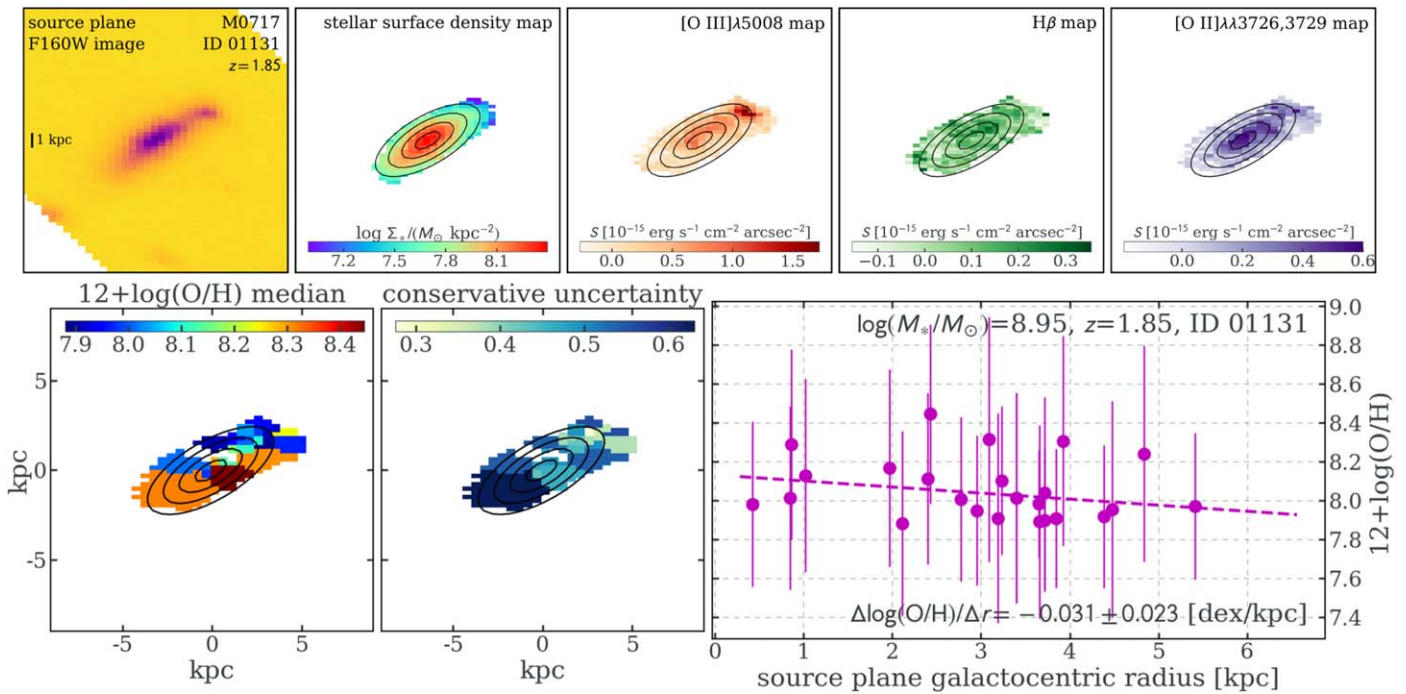 source plane M0717
F160W image ID 01131
z=1.85
1 kpc
stellar surface density map
log Σ∗/(M⊙ kpc⁻²)
7.2 7.5 7.8 8.1
[O III]λ5008 map
S [10⁻¹⁵ erg s⁻¹ cm⁻² arcsec⁻²]
0.0 0.5 1.0 1.5
Hβ map
S [10⁻¹⁵ erg s⁻¹ cm⁻² arcsec⁻²]
−0.1 0.0 0.1 0.2 0.3
[O II]λλ3726,3729 map
S [10⁻¹⁵ erg s⁻¹ cm⁻² arcsec⁻²]
0.0 0.2 0.4 0.6
12+log(O/H) median
7.9 8.0 8.1 8.2 8.3 8.4
5
0
-5
kpc
-5 0 5
kpc
conservative uncertainty
0.3 0.4 0.5 0.6
-5 0 5
kpc
log(M∗/M⊙)=8.95, z=1.85, ID 01131
Δlog(O/H)/Δr= −0.031 ± 0.023 [dex/kpc]
9.0
8.8
8.6
8.4
8.2
8.0
7.8
7.6
7.4
12+log(O/H)
0 1 2 3 4 5 6
source plane galactocentric radius [kpc]